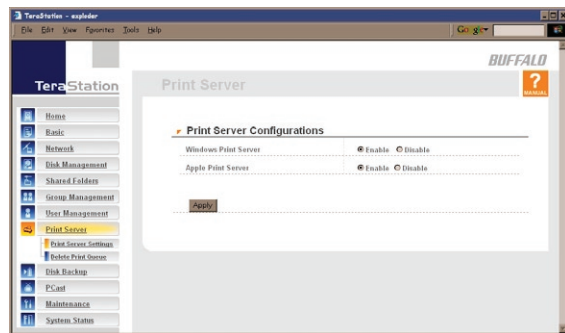 TeraStation - exploder
File Edit View Favorites Tools Help
Google
BUFFALO
TeraStation
Print Server
?
MANUAL
Home
Basic
Network
Disk Management
Shared Folders
Group Management
User Management
Print Server
Print Server Settings
Delete Print Queue
Disk Backup
PCast
Maintenance
System Status
Print Server Configurations
Windows Print Server Enable Disable
Apple Print Server Enable Disable
Apply